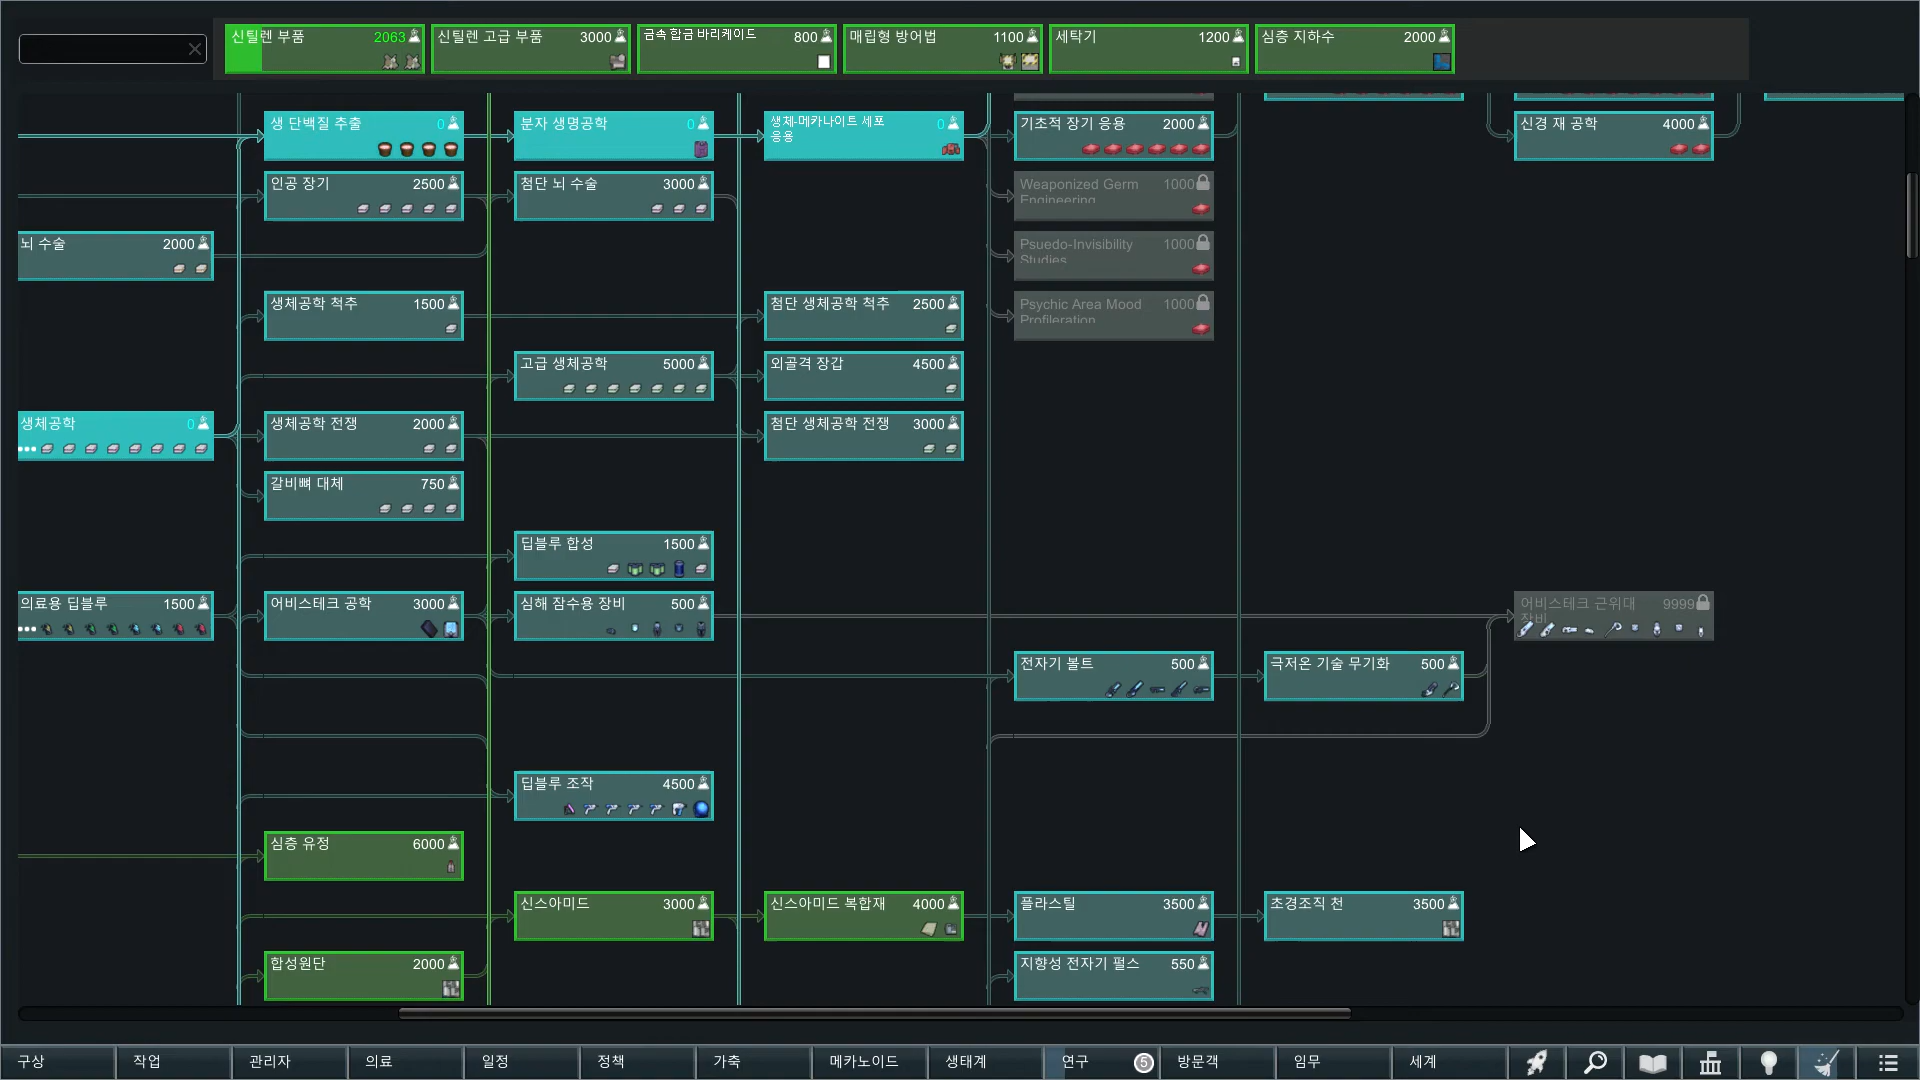 신틸렌 부품 2063
신틸렌 고급 부품 3000
금속 합금 바리케이드 800
매립형 방어법 1100
세탁기 1200
심층 지하수 2000
생 단백질 추출 0
분자 생명공학 0
생체-메카나이트 세포 응용 0
기초적 장기 응용 2000
신경 재 공학 4000
인공 장기 2500
첨단 뇌 수술 3000
Weaponized Germ Engineering 1000
뇌 수술 2000
Psuedo-Invisibility Studies 1000
생체공학 척추 1500
첨단 생체공학 척추 2500
Psychic Area Mood Profileration 1000
고급 생체공학 5000
외골격 장갑 4500
생체공학 0
생체공학 전쟁 2000
첨단 생체공학 전쟁 3000
갈비뼈 대체 750
딥블루 합성 1500
의료용 딥블루 1500
어비스테크 공학 3000
심해 잠수용 장비 500
어비스테크 근위대 장비 9999
전자기 볼트 500
극저온 기술 무기화 500
딥블루 조작 4500
심층 유정 6000
신스아미드 3000
신스아미드 복합재 4000
플라스틸 3500
초경조직 천 3500
합성원단 2000
지향성 전자기 펄스 550
구상 작업 관리자 의료 일정 정책 가축 메카노이드 생태계 연구 5 방문객 임무 세계